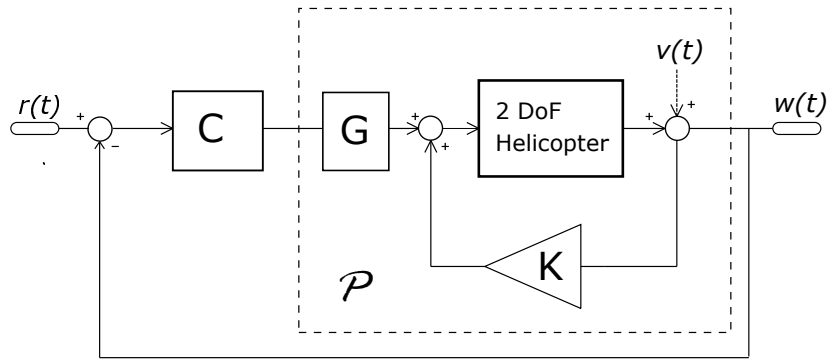 v(t)
r(t)
w(t)
+
−
C
G
+
+
2 DoF
Helicopter
+
+
K
P